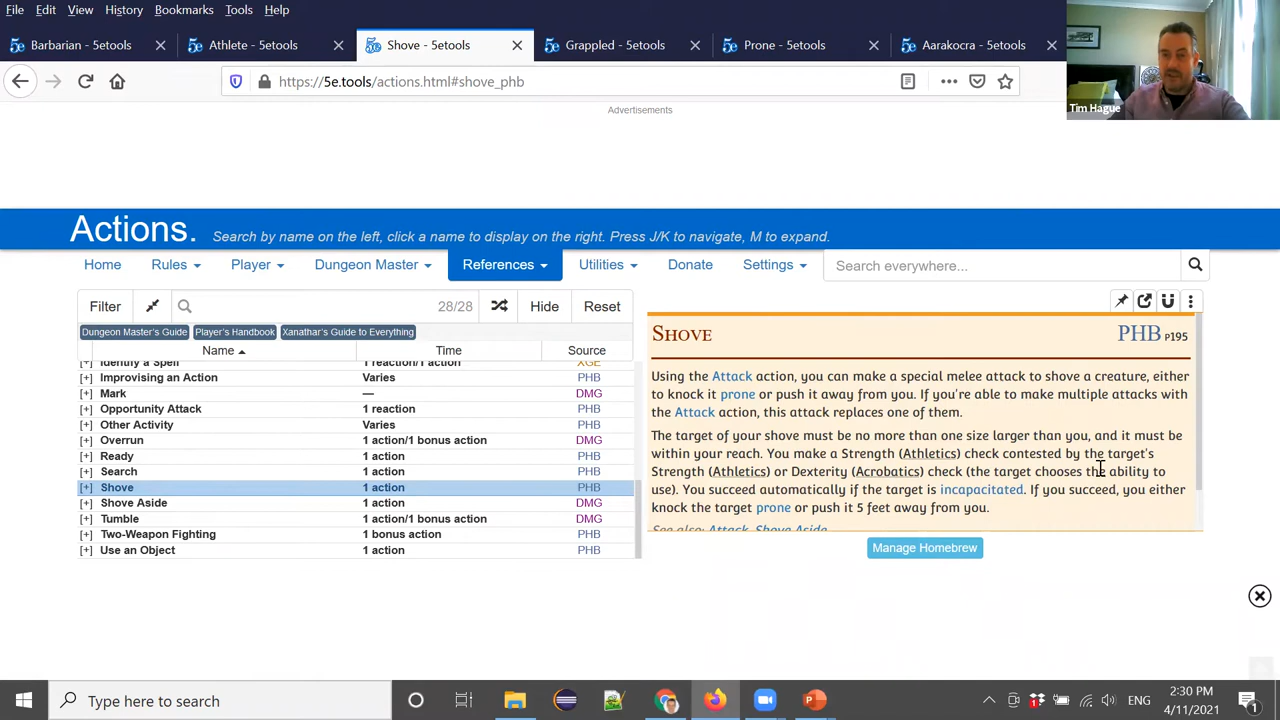 File Edit View History Bookmarks Tools Help
Barbarian - 5etools
Athlete - 5etools
Shove - 5etools
Grappled - 5etools
Prone - 5etools
Aarakocra - 5etools
https://5e.tools/actions.html#shove_phb
Tim Hague
Advertisements
Actions. Search by name on the left, click a name to display on the right. Press J/K to navigate, M to expand.
Home Rules Player Dungeon Master References Utilities Donate Settings Search everywhere...
Filter 28/28 Hide Reset
Dungeon Master's Guide Player's Handbook Xanathar's Guide to Everything
Name Time Source
[+] Identify a Spell 1 reaction/1 action XGE
[+] Improvising an Action Varies PHB
[+] Mark — DMG
[+] Opportunity Attack 1 reaction PHB
[+] Other Activity Varies PHB
[+] Overrun 1 action/1 bonus action DMG
[+] Ready 1 action PHB
[+] Search 1 action PHB
[+] Shove 1 action PHB
[+] Shove Aside 1 action DMG
[+] Tumble 1 action/1 bonus action DMG
[+] Two-Weapon Fighting 1 bonus action PHB
[+] Use an Object 1 action PHB
SHOVE PHB p195
Using the Attack action, you can make a special melee attack to shove a creature, either
to knock it prone or push it away from you. If you're able to make multiple attacks with
the Attack action, this attack replaces one of them.
The target of your shove must be no more than one size larger than you, and it must be
within your reach. You make a Strength (Athletics) check contested by the target's
Strength (Athletics) or Dexterity (Acrobatics) check (the target chooses the ability to
use). You succeed automatically if the target is incapacitated. If you succeed, you either
knock the target prone or push it 5 feet away from you.
See also: Attack, Shove Aside
Manage Homebrew
Type here to search
ENG
2:30 PM
4/11/2021